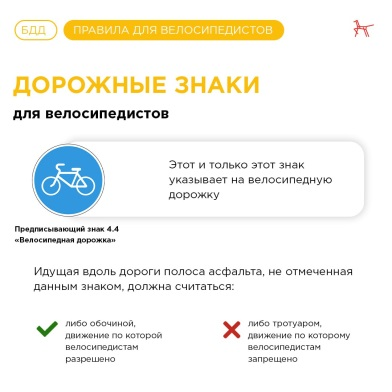 БДД ПРАВИЛА ДЛЯ ВЕЛОСИПЕДИСТОВ
ДОРОЖНЫЕ ЗНАКИ
для велосипедистов
Этот и только этот знак
указывает на велосипедную
дорожку
Предписывающий знак 4.4
«Велосипедная дорожка»
Идущая вдоль дороги полоса асфальта, не отмеченная
данным знаком, должна считаться:
либо обочиной,
движение по которой
велосипедистам
разрешено
либо тротуаром,
движение по которому
велосипедистам
запрещено